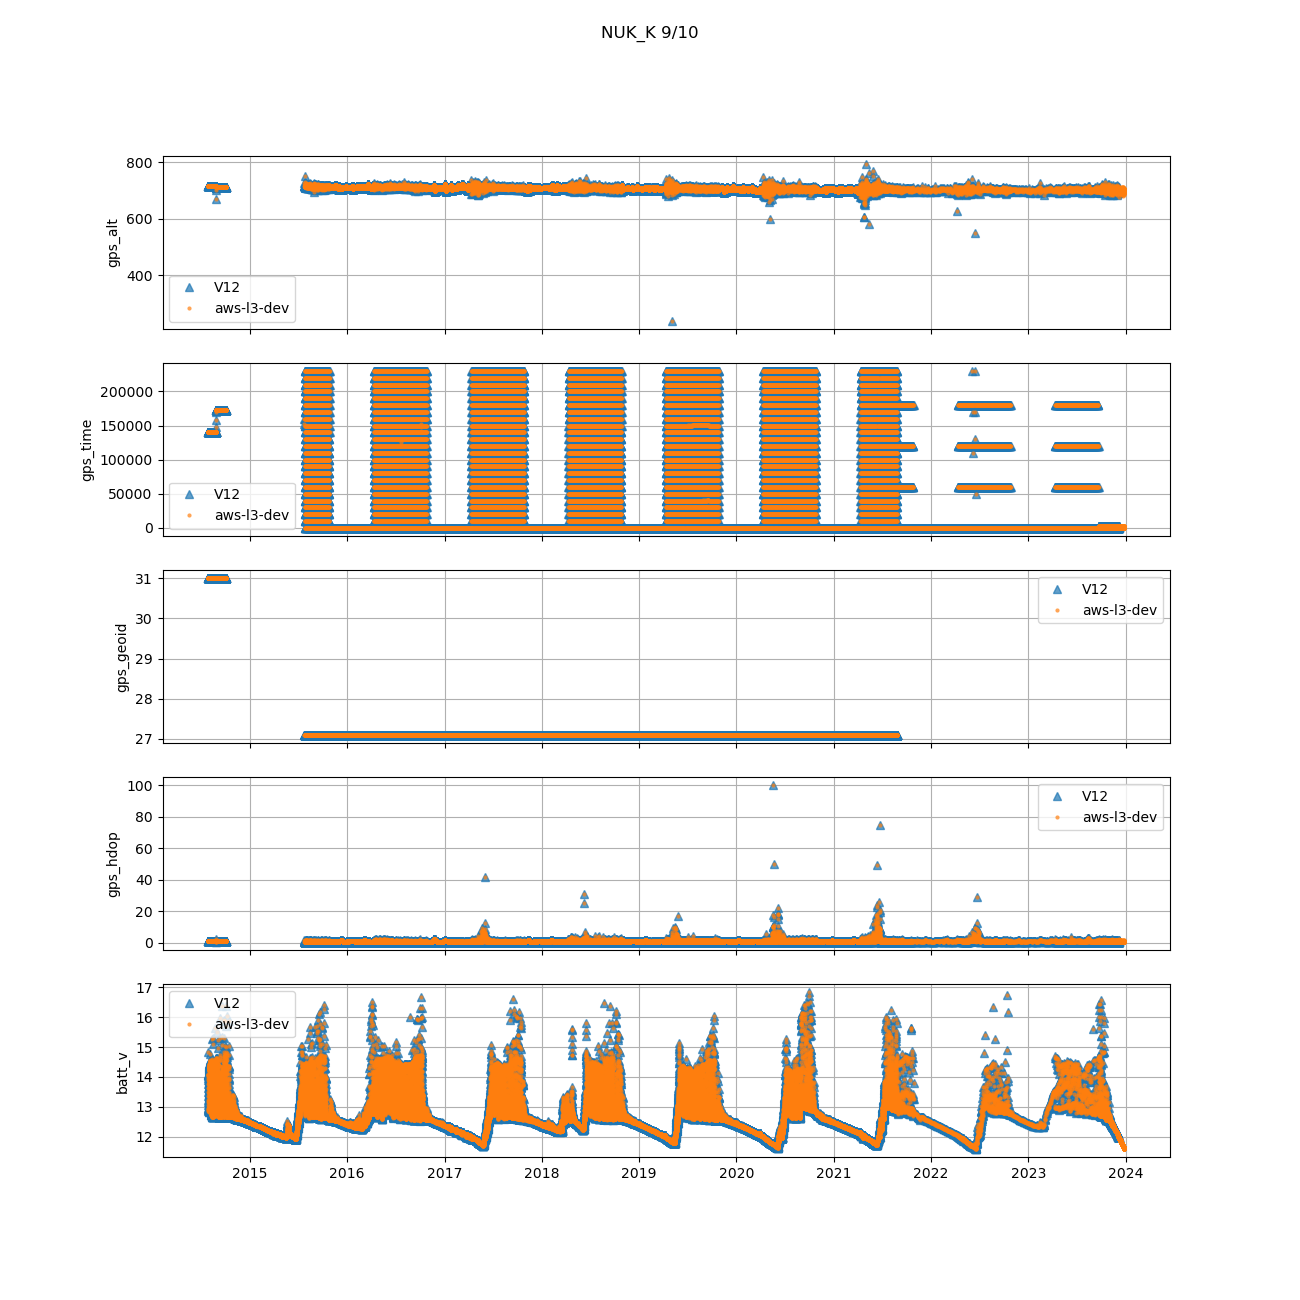 NUK_K 9/10
800
600
400
gps_alt
V12
aws-l3-dev
200000
150000
100000
50000
0
gps_time
V12
aws-l3-dev
31
30
29
28
27
gps_geoid
V12
aws-l3-dev
100
80
60
40
20
0
gps_hdop
V12
aws-l3-dev
17
16
15
14
13
12
batt_v
V12
aws-l3-dev
2015 2016 2017 2018 2019 2020 2021 2022 2023 2024